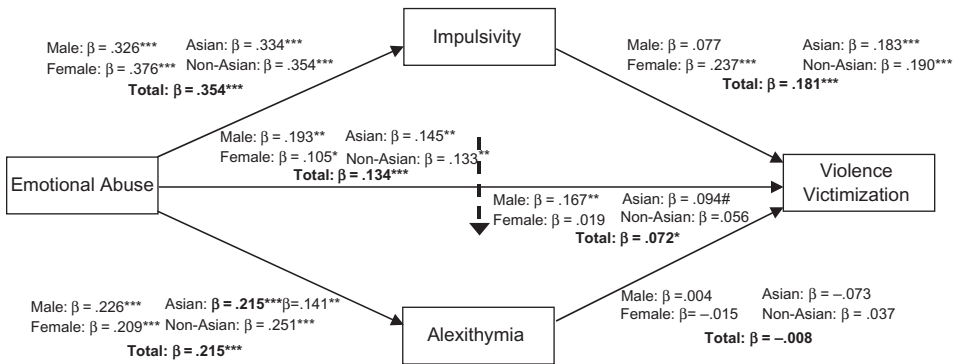 Impulsivity
Male: β = .326*** Asian: β = .334***
Female: β = .376*** Non-Asian: β = .354***
Total: β = .354***
Male: β = .077 Asian: β = .183***
Female: β = .237*** Non-Asian: β = .190***
Total: β = .181***
Male: β = .193** Asian: β = .145**
Female: β = .105* Non-Asian: β = .133**
Total: β = .134***
Emotional Abuse
Violence
Victimization
Male: β = .167** Asian: β = .094#
Female: β = .019 Non-Asian: β = .056
Total: β = .072*
Male: β = .226*** Asian: β = .215***β=.141**
Female: β = .209*** Non-Asian: β = .251***
Total: β = .215***
Alexithymia
Male: β =.004 Asian: β = –.073
Female: β= –.015 Non-Asian: β = .037
Total: β = –.008